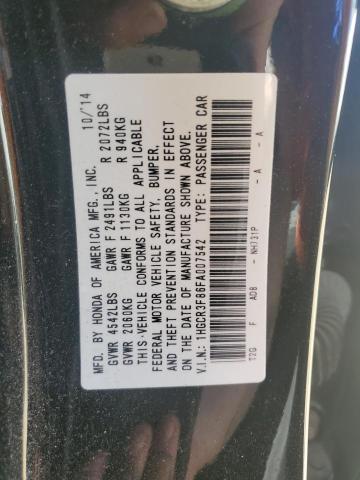 MFD. BY HONDA OF AMERICA MFG., INC. 10/14
GVWR 4542LBS GAWR F 2491LBS R 2072LBS
GVWR 2060KG GAWR F 1130KG R 940KG
THIS VEHICLE CONFORMS TO ALL APPLICABLE
FEDERAL MOTOR VEHICLE SAFETY, BUMPER,
AND THEFT PREVENTION STANDARDS IN EFFECT
ON THE DATE OF MANUFACTURE SHOWN ABOVE.
V.I.N.: 1HGCR3F86FA007542 TYPE: PASSENGER CAR
T2G F ADB - NH731P - A - A